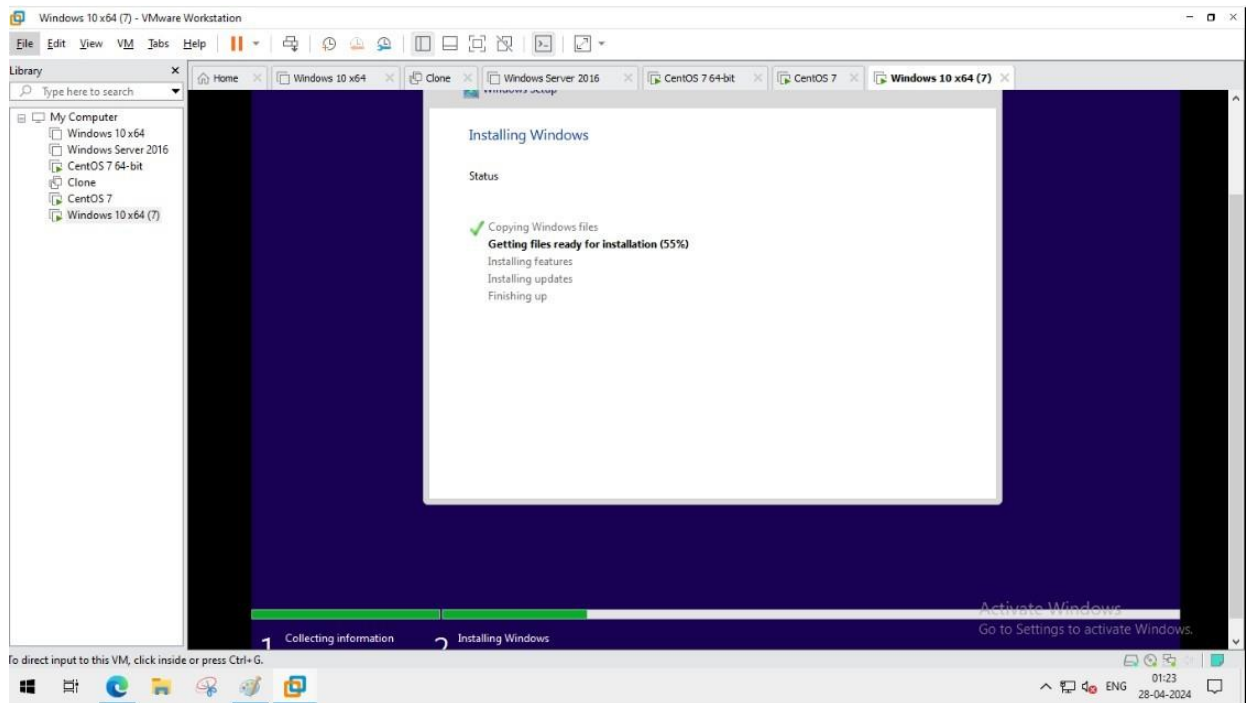 Windows 10 x64 (7) - VMware Workstation
File Edit View VM Tabs Help
Library
Type here to search
Home Windows 10 x64 Clone Windows Server 2016 CentOS 7 64-bit CentOS 7 Windows 10 x64 (7)
My Computer
Windows 10 x64
Windows Server 2016
CentOS 7 64-bit
Clone
CentOS 7
Windows 10 x64 (7)
Windows Setup
Installing Windows
Status
Copying Windows files
Getting files ready for installation (55%)
Installing features
Installing updates
Finishing up
Activate Windows
Go to Settings to activate Windows.
1 Collecting information 2 Installing Windows
To direct input to this VM, click inside or press Ctrl+G.
ENG 01:23
28-04-2024